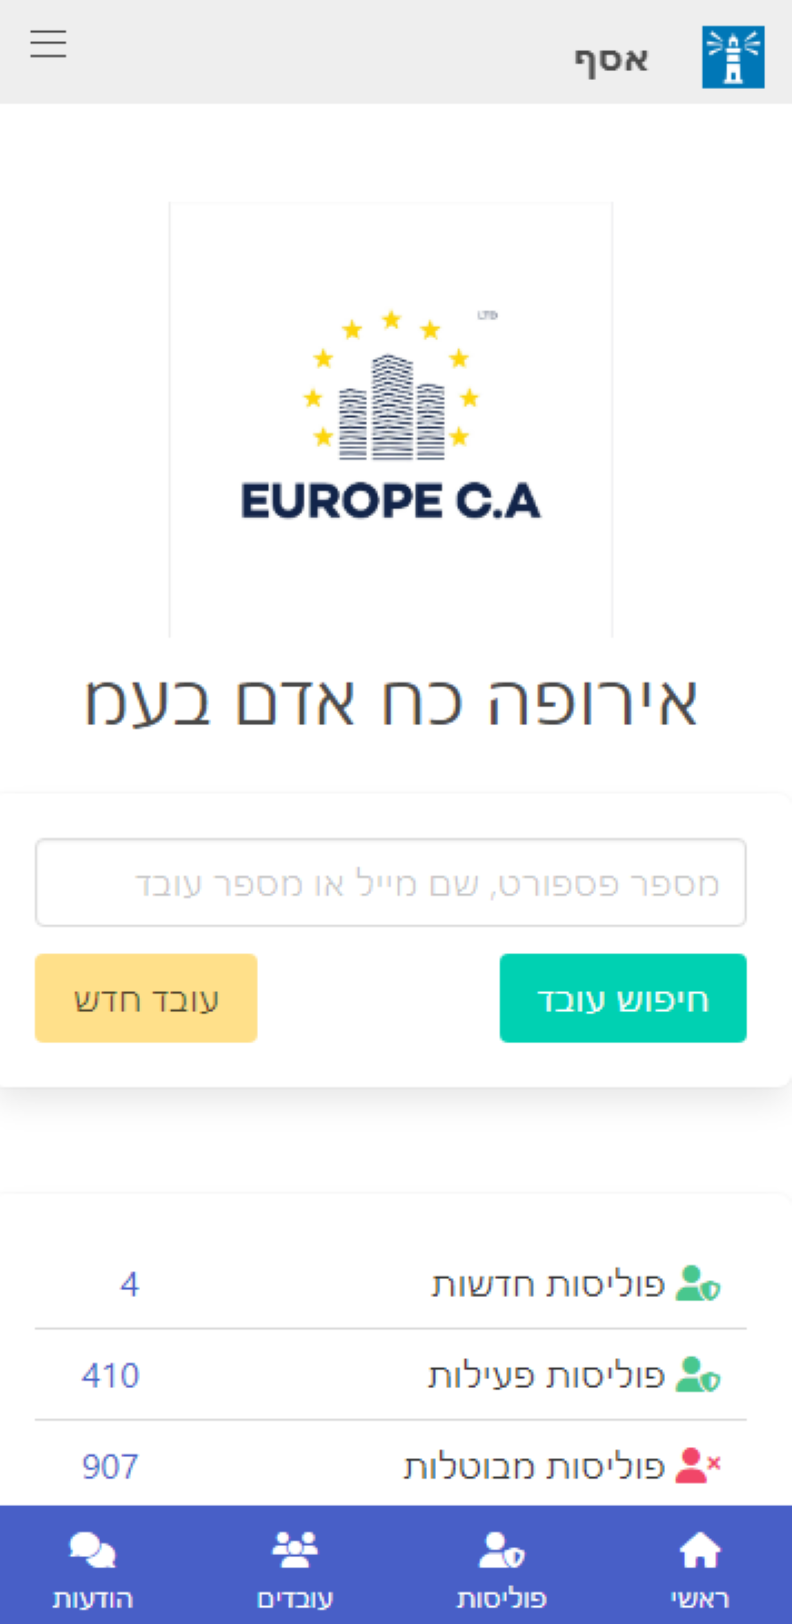 אסף
LTD
EUROPE C.A
אירופה כח אדם בעמ
מספר פספורט, שם מייל או מספר עובד
חיפוש עובד
עובד חדש
פוליסות חדשות 4
פוליסות פעילות 410
פוליסות מבוטלות 907
ראשי
פוליסות
עובדים
הודעות